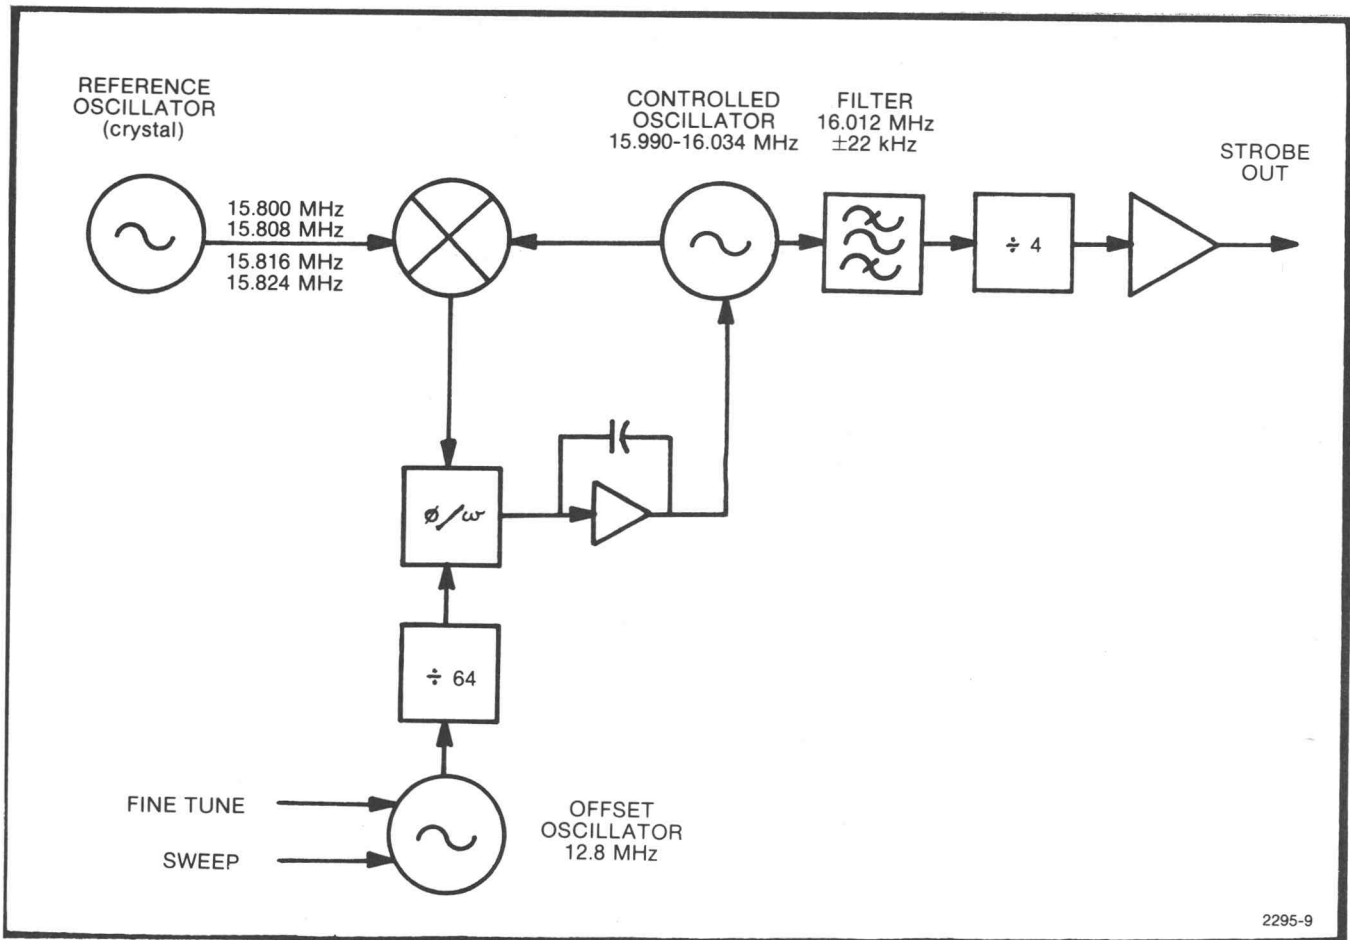 REFERENCE
OSCILLATOR
(crystal)
15.800 MHz
15.808 MHz
15.816 MHz
15.824 MHz
CONTROLLED
OSCILLATOR
15.990-16.034 MHz
FILTER
16.012 MHz
±22 kHz
STROBE
OUT
÷ 4
ø/ω
÷ 64
FINE TUNE
SWEEP
OFFSET
OSCILLATOR
12.8 MHz
2295-9